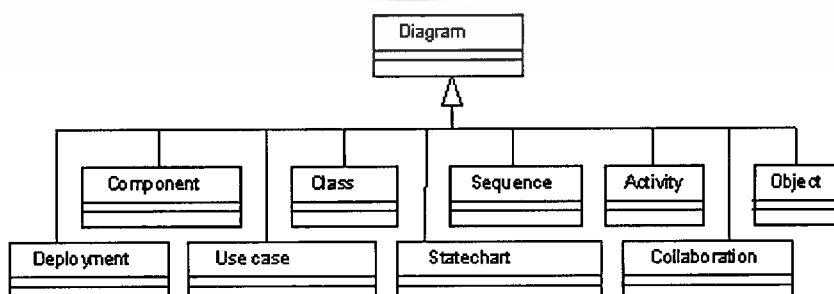 Diagram
Component
Class
Sequence
Activity
Object
Deployment
Use case
Statechart
Collaboration